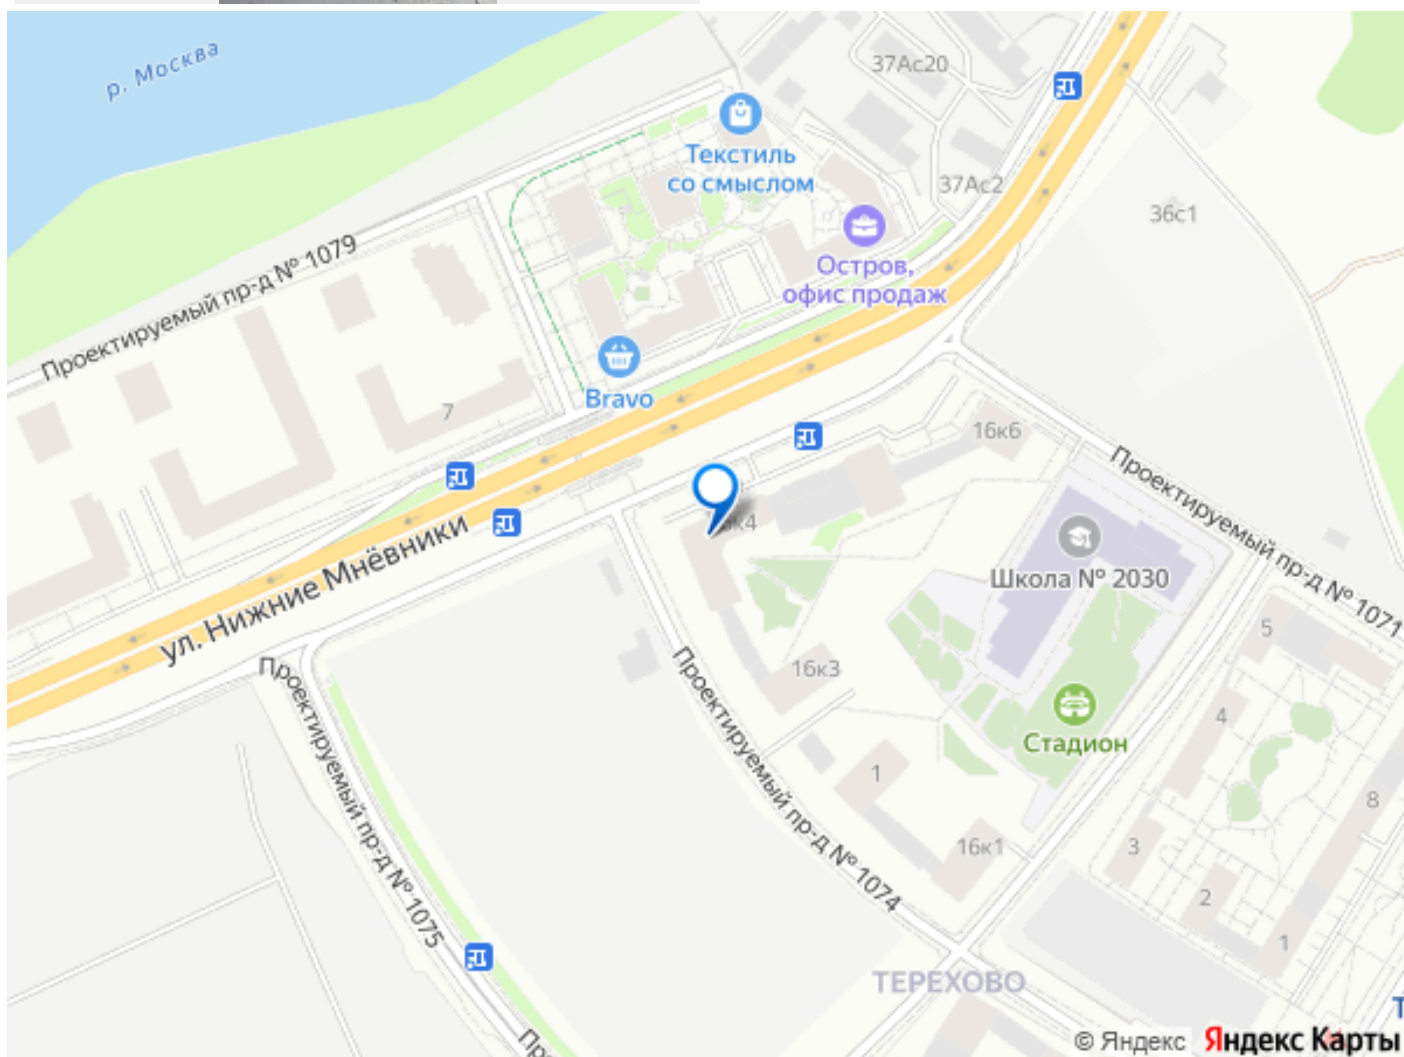 р. Москва
37Ас20
Текстиль
со смыслом
37Ас2
36с1
Проектируемый пр-д № 1079
Остров,
офис продаж
Bravo
7
16к6
Проектируемый пр-д № 1071
ул. Нижние Мнёвники
Школа № 2030
5
Проектируемый пр-д № 1075
Проектируемый пр-д № 1074
16к3
4
Стадион
1
8
16к1
3
2
1
ТЕРЕХОВО
© Яндекс Яндекс Карты